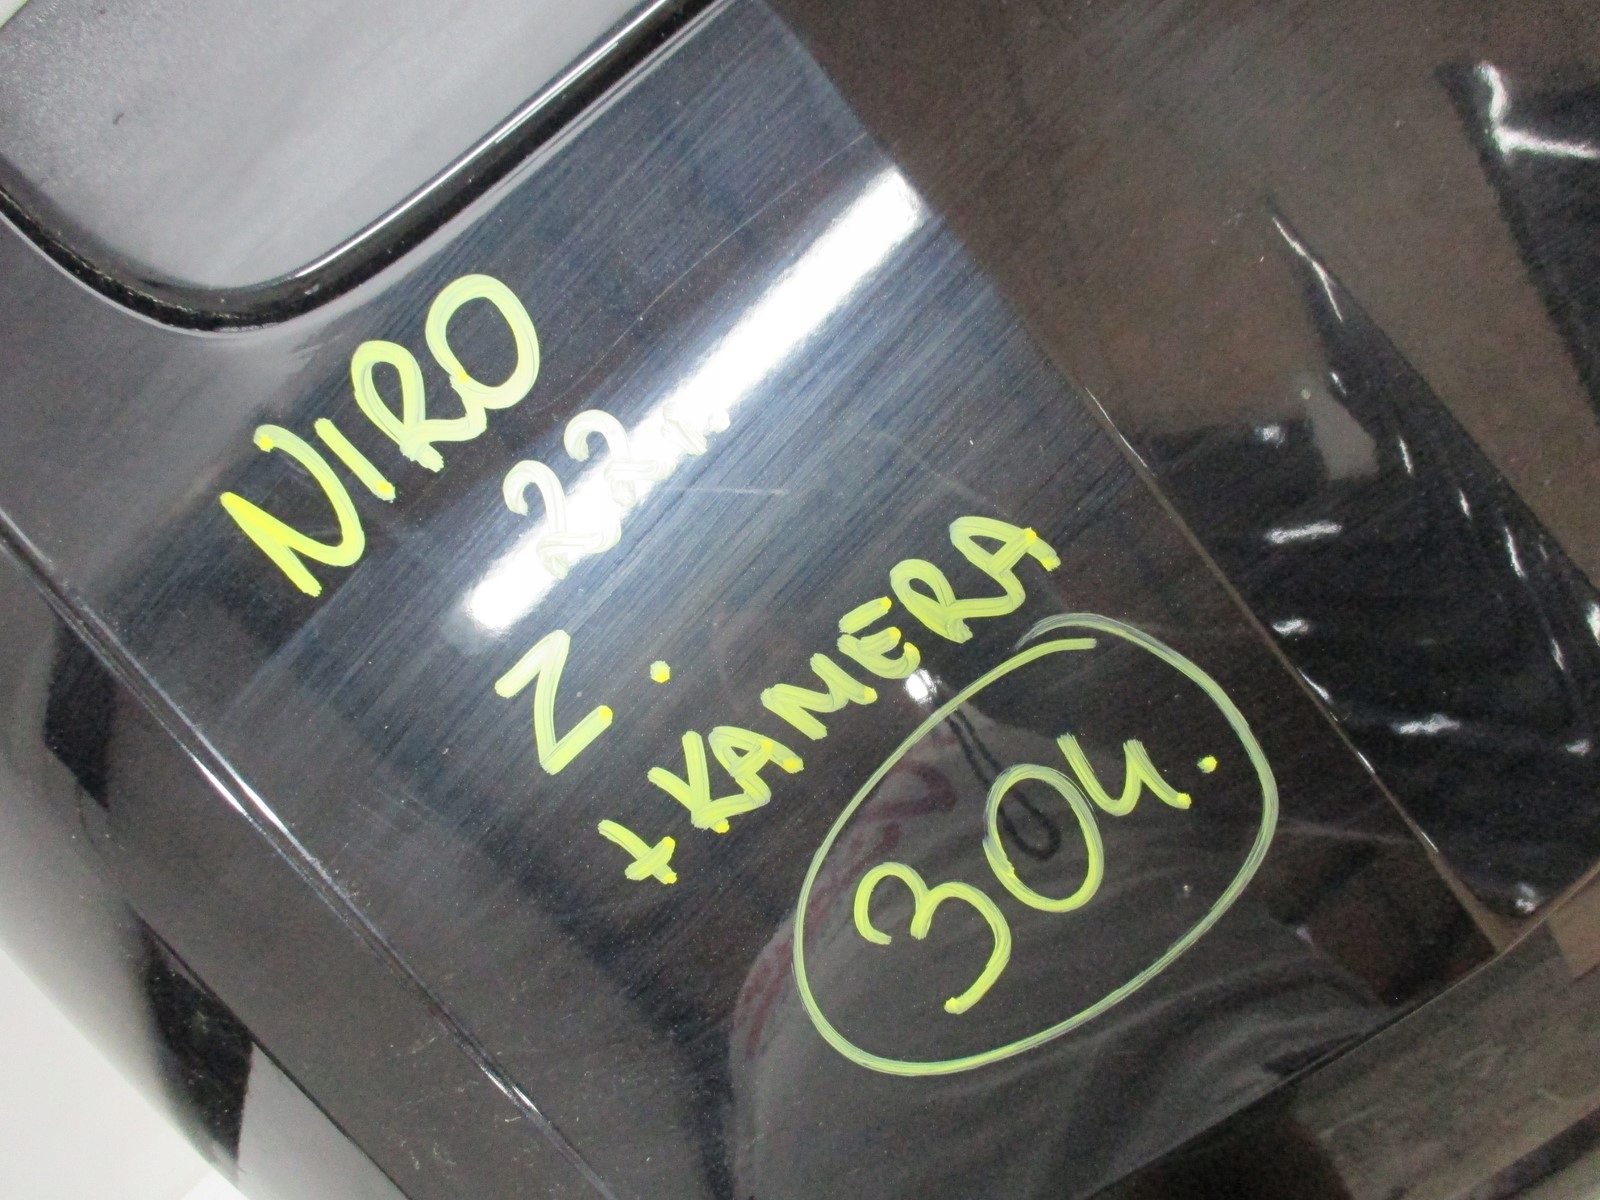 NIRO
22r.
Z.
+KAMERA
304.